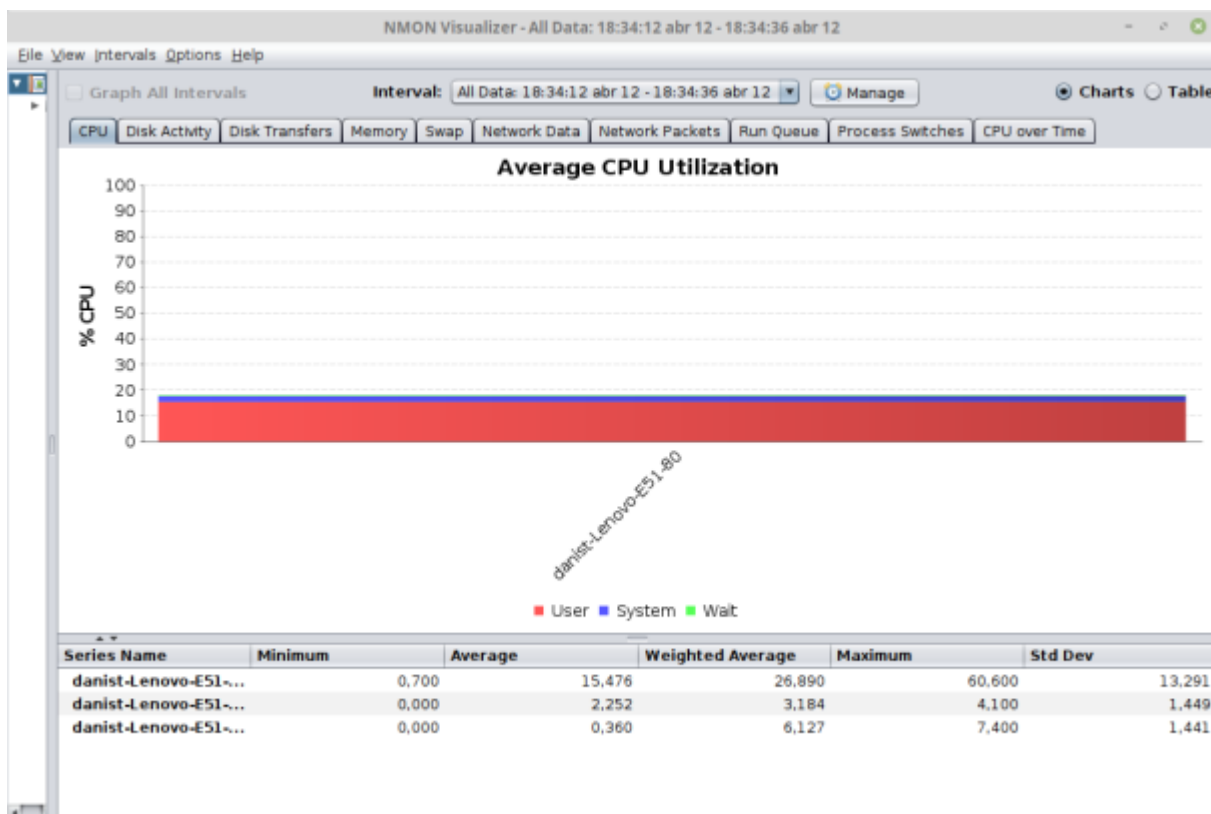 NMON Visualizer - All Data: 18:34:12 abr 12 - 18:34:36 abr 12
File View Intervals Options Help
Graph All Intervals Interval: All Data: 18:34:12 abr 12 - 18:34:36 abr 12 Manage Charts Table
CPU Disk Activity Disk Transfers Memory Swap Network Data Network Packets Run Queue Process Switches CPU over Time
Average CPU Utilization
100
90
80
70
60
50
40
30
20
10
0
% CPU
danist-Lenovo-E51-80
User System Wait
Series Name Minimum Average Weighted Average Maximum Std Dev
danist-Lenovo-E51-... 0,700 15,476 26,890 60,600 13,291
danist-Lenovo-E51-... 0,000 2,252 3,184 4,100 1,449
danist-Lenovo-E51-... 0,000 0,360 6,127 7,400 1,441